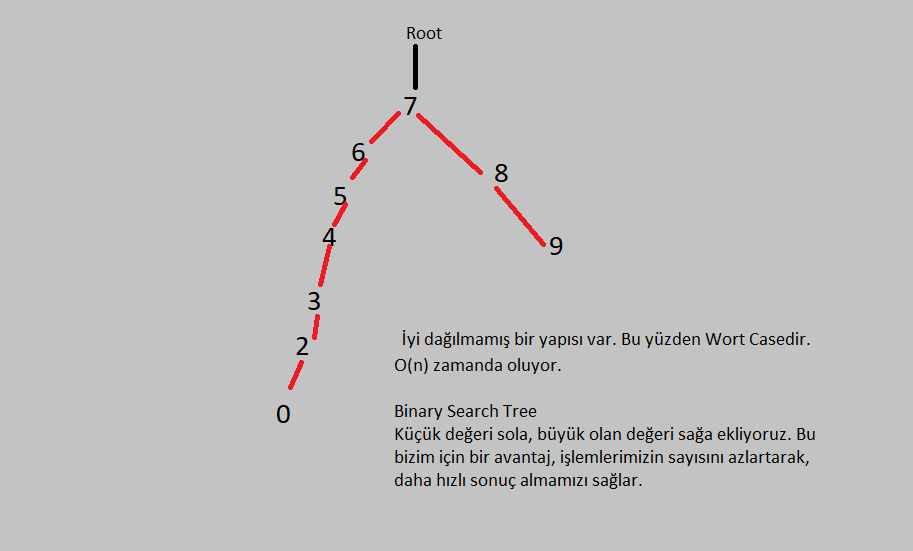 Root
7
6
8
5
4
9
3
İyi dağılmamış bir yapısı var. Bu yüzden Wort Casedir.
2
O(n) zamanda oluyor.
Binary Search Tree
0
Küçük değeri sola, büyük olan değeri sağa ekliyoruz. Bu
bizim için bir avantaj, işlemlerimizin sayısını azlartarak,
daha hızlı sonuç almamızı sağlar.